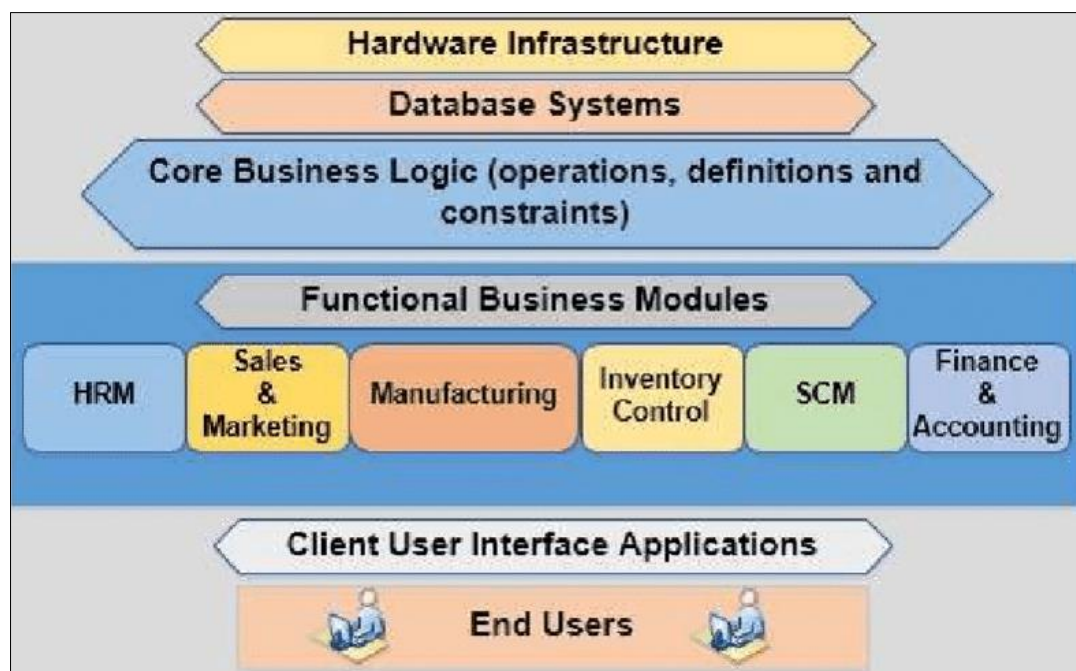 Hardware Infrastructure
Database Systems
Core Business Logic (operations, definitions and
constraints)
Functional Business Modules
HRM
Sales
&
Marketing
Manufacturing
Inventory
Control
SCM
Finance
&
Accounting
Client User Interface Applications
End Users